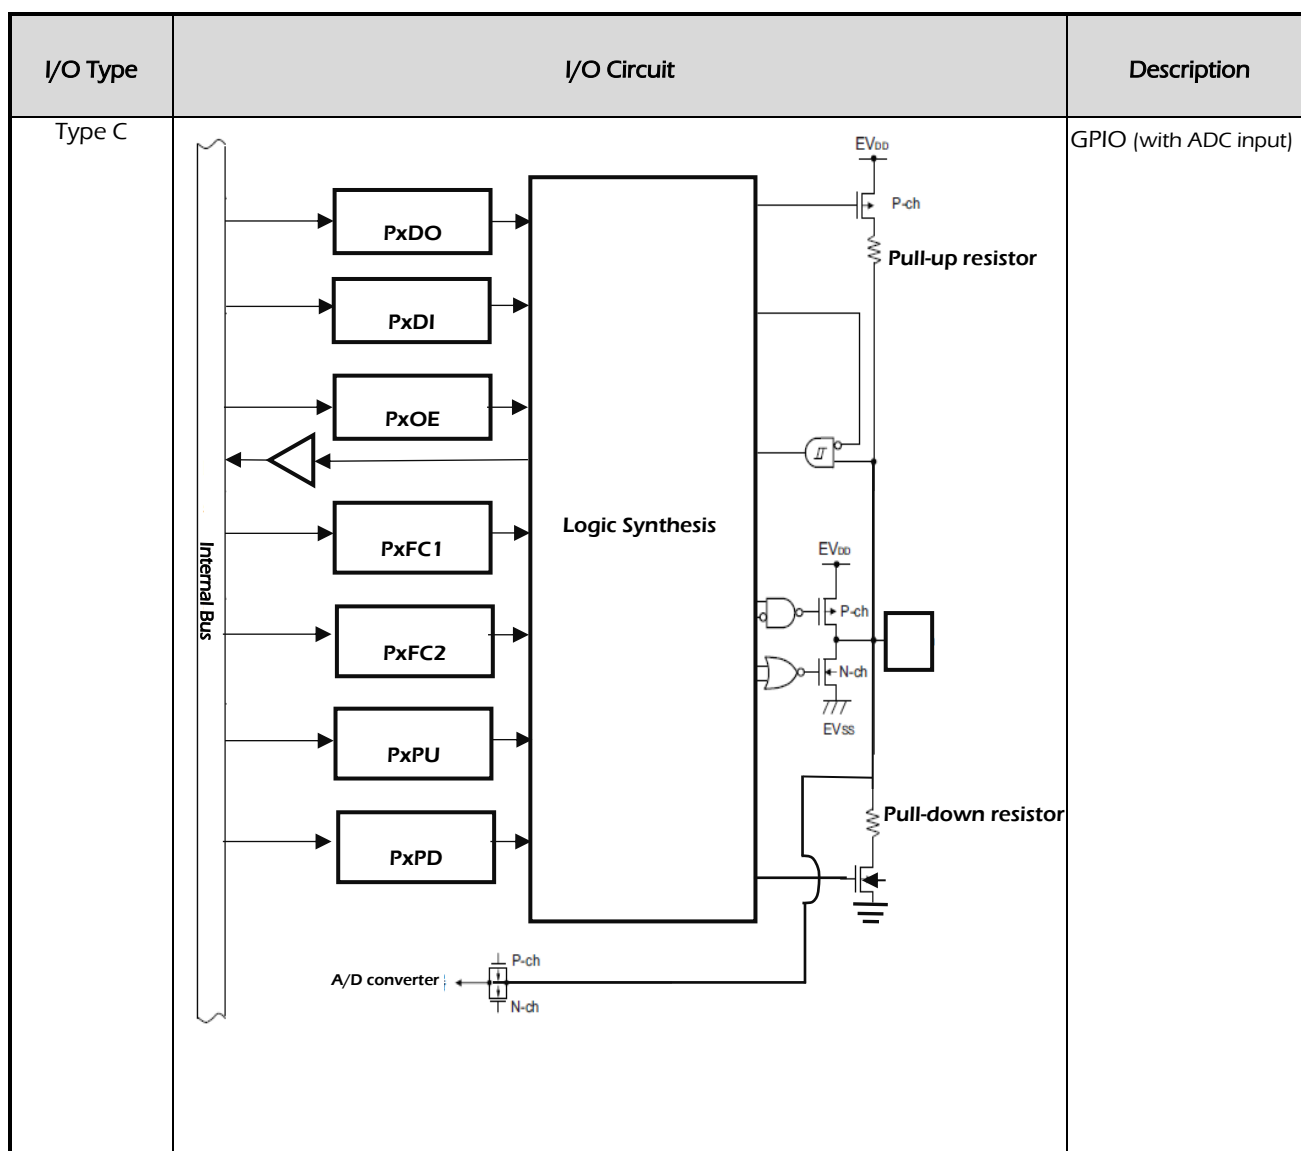 I/O Type
I/O Circuit
Description
Type C
GPIO (with ADC input)
EVDD
P-ch
Pull-up resistor
PxDO
PxDI
PxOE
Logic Synthesis
PxFC1
Internal Bus
EVDD
P-ch
PxFC2
N-ch
EVSS
PxPU
Pull-down resistor
PxPD
P-ch
A/D converter
N-ch